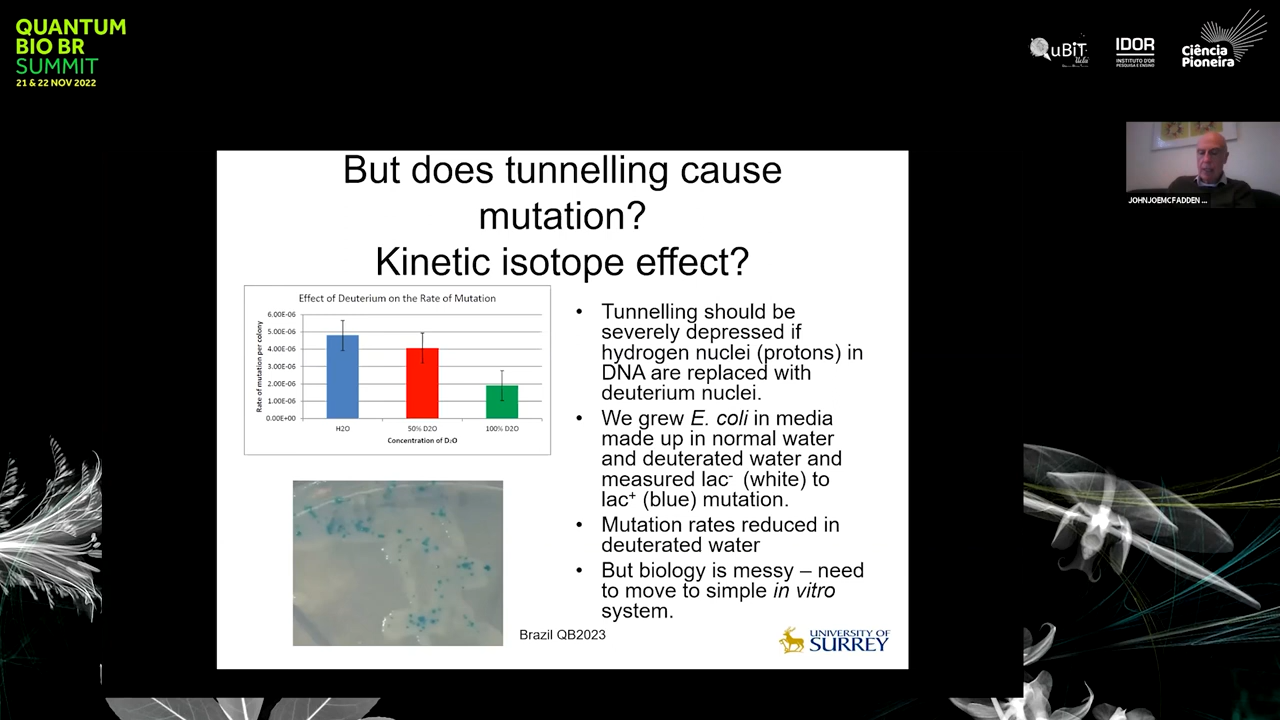 QUANTUM
BIO BR
SUMMIT
21 & 22 NOV 2022
QuBiT
IDOR
INSTITUTO D'OR
PESQUISA E ENSINO
Ciência
Pioneira
JOHNJOEMCFADDEN ...
But does tunnelling cause
mutation?
Kinetic isotope effect?
Effect of Deuterium on the Rate of Mutation
Rate of mutation per colony
6.00E-06
5.00E-06
4.00E-06
3.00E-06
2.00E-06
1.00E-06
0.00E+00
H2O
50% D2O
100% D2O
Concentration of D₂O
• Tunnelling should be
severely depressed if
hydrogen nuclei (protons) in
DNA are replaced with
deuterium nuclei.
• We grew E. coli in media
made up in normal water
and deuterated water and
measured lac⁻ (white) to
lac⁺ (blue) mutation.
• Mutation rates reduced in
deuterated water
• But biology is messy – need
to move to simple in vitro
system.
Brazil QB2023
UNIVERSITY OF
SURREY